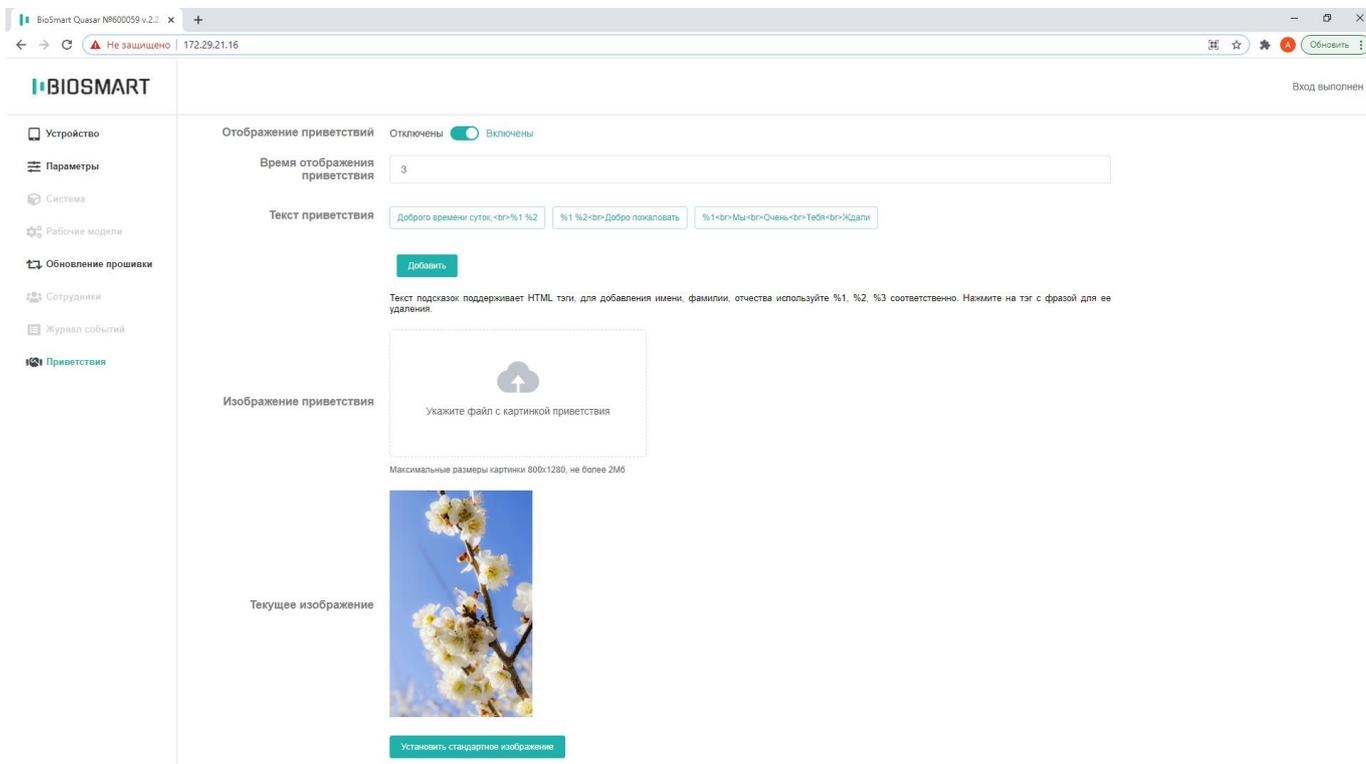 BioSmart Quasar №600059 v.2.2.
Не защищено 172.29.21.16
Обновить
BIOSMART
Вход выполнен
Устройство
Параметры
Система
Рабочие модели
Обновление прошивки
Сотрудники
Журнал событий
Приветствия
Отображение приветствий Отключены Включены
Время отображения
приветствия
3
Текст приветствия Доброго времени суток,<br>%1 %2 %1 %2<br>Добро пожаловать %1<br>Мы<br>Очень<br>Тебя<br>Ждали
Добавить
Текст подсказок поддерживает HTML тэги, для добавления имени, фамилии, отчества используйте %1, %2, %3 соответственно. Нажмите на тэг с фразой для ее
удаления.
Изображение приветствия
Укажите файл с картинкой приветствия
Максимальные размеры картинки 800x1280, не более 2Мб
Текущее изображение
Установить стандартное изображение